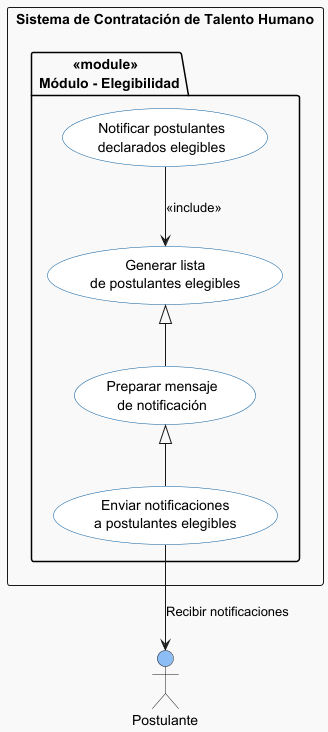 Sistema de Contratación de Talento Humano
«module»
Módulo - Elegibilidad
Notificar postulantes
declarados elegibles
«include»
Generar lista
de postulantes elegibles
Preparar mensaje
de notificación
Enviar notificaciones
a postulantes elegibles
Recibir notificaciones
Postulante